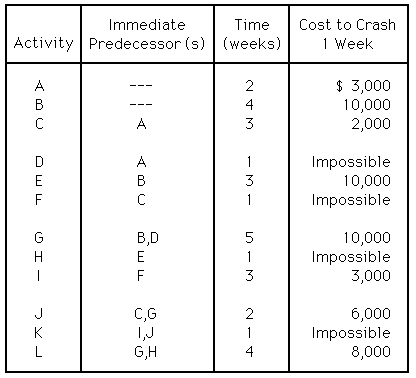 Activity Immediate Predecessor (s) Time (weeks) Cost to Crash 1 Week
A --- 2 $ 3,000
B --- 4 10,000
C A 3 2,000
D A 1 Impossible
E B 3 10,000
F C 1 Impossible
G B,D 5 10,000
H E 1 Impossible
I F 3 3,000
J C,G 2 6,000
K I,J 1 Impossible
L G,H 4 8,000